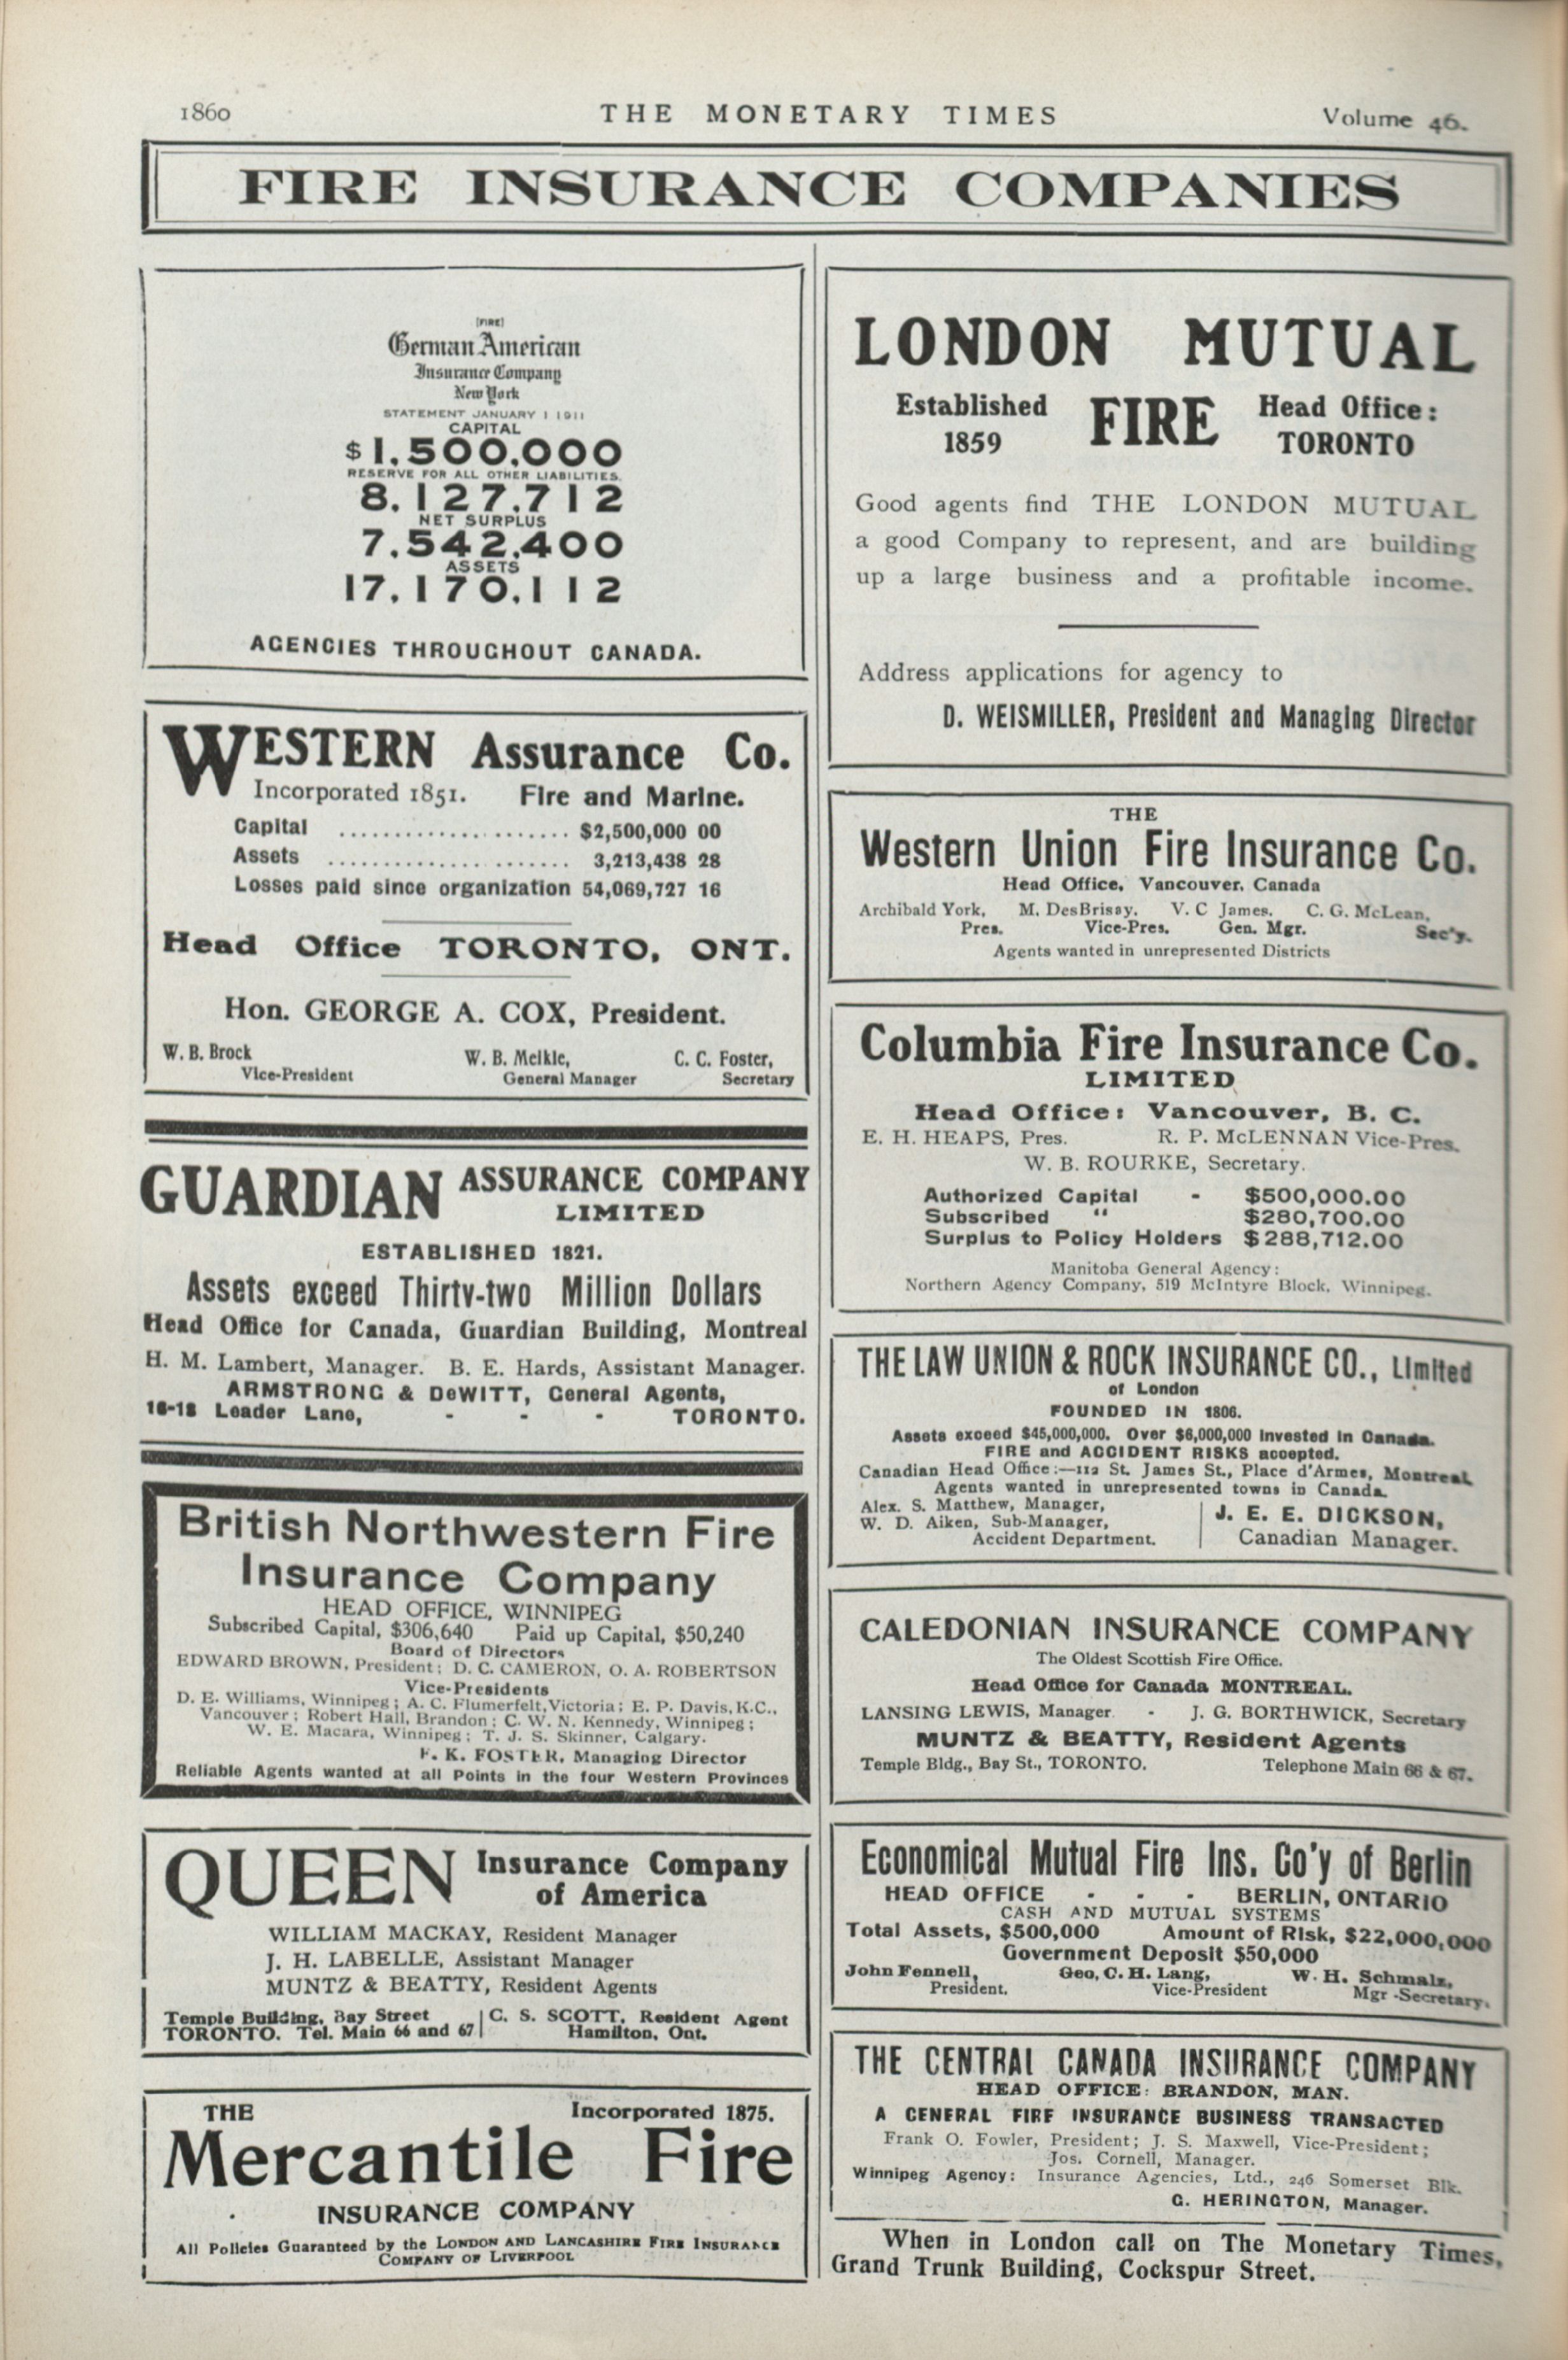 1860 THE MONETARY TIMES Volume 46.
FIRE INSURANCE COMPANIES
[FIRE]
German American
Insurance Company
New York
STATEMENT JANUARY 1 1911
CAPITAL
$1,500,000
RESERVE FOR ALL OTHER LIABILITIES.
8,127,712
NET SURPLUS
7,542,400
ASSETS
17,170,112
AGENCIES THROUGHOUT CANADA.
WESTERN Assurance Co.
Incorporated 1851. Fire and Marine.
Capital .................... $2,500,000 00
Assets .................... 3,213,438 28
Losses paid since organization 54,069,727 16
Head Office TORONTO, ONT.
Hon. GEORGE A. COX, President.
W. B. Brock W. B. Meikle, C. C. Foster,
Vice-President General Manager Secretary
GUARDIAN ASSURANCE COMPANY
LIMITED
ESTABLISHED 1821.
Assets exceed Thirty-two Million Dollars
Head Office for Canada, Guardian Building, Montreal
H. M. Lambert, Manager. B. E. Hards, Assistant Manager.
ARMSTRONG & DeWITT, General Agents,
16-18 Leader Lane, - - - TORONTO.
British Northwestern Fire
Insurance Company
HEAD OFFICE, WINNIPEG
Subscribed Capital, $306,640 Paid up Capital, $50,240
Board of Directors
EDWARD BROWN, President; D. C. CAMERON, O. A. ROBERTSON
Vice-Presidents
D. E. Williams, Winnipeg; A. C. Flumerfelt, Victoria; E. P. Davis, K.C.,
Vancouver; Robert Hall, Brandon; C. W. N. Kennedy, Winnipeg;
W. E. Macara, Winnipeg; T. J. S. Skinner, Calgary.
F. K. FOSTER, Managing Director
Reliable Agents wanted at all Points in the four Western Provinces
QUEEN Insurance Company
of America
WILLIAM MACKAY, Resident Manager
J. H. LABELLE, Assistant Manager
MUNTZ & BEATTY, Resident Agents
Temple Building, Bay Street C. S. SCOTT, Resident Agent
TORONTO. Tel. Main 66 and 67 Hamilton, Ont.
THE Incorporated 1875.
Mercantile Fire
INSURANCE COMPANY
All Policies Guaranteed by the LONDON AND LANCASHIRE FIRE INSURANCE
COMPANY OF LIVERPOOL
LONDON MUTUAL
Established FIRE Head Office:
1859 TORONTO
Good agents find THE LONDON MUTUAL
a good Company to represent, and are building
up a large business and a profitable income.
Address applications for agency to
D. WEISMILLER, President and Managing Director
THE
Western Union Fire Insurance Co.
Head Office, Vancouver, Canada
Archibald York, M. DesBrisay, V. C James, C. G. McLean,
Pres. Vice-Pres. Gen. Mgr. Sec'y.
Agents wanted in unrepresented Districts
Columbia Fire Insurance Co.
LIMITED
Head Office: Vancouver, B. C.
E. H. HEAPS, Pres. R. P. McLENNAN Vice-Pres.
W. B. ROURKE, Secretary.
Authorized Capital - $500,000.00
Subscribed " $280,700.00
Surplus to Policy Holders $288,712.00
Manitoba General Agency:
Northern Agency Company, 519 McIntyre Block, Winnipeg.
THE LAW UNION & ROCK INSURANCE CO., Limited
of London
FOUNDED IN 1806.
Assets exceed $45,000,000. Over $6,000,000 Invested in Canada.
FIRE and ACCIDENT RISKS accepted.
Canadian Head Office:—112 St. James St., Place d'Armes, Montreal
Agents wanted in unrepresented towns in Canada.
Alex. S. Matthew, Manager,
W. D. Aiken, Sub-Manager,
Accident Department.
J. E. E. DICKSON,
Canadian Manager.
CALEDONIAN INSURANCE COMPANY
The Oldest Scottish Fire Office.
Head Office for Canada MONTREAL.
LANSING LEWIS, Manager. - J. G. BORTHWICK, Secretary
MUNTZ & BEATTY, Resident Agents
Temple Bldg., Bay St., TORONTO. Telephone Main 66 & 67.
Economical Mutual Fire Ins. Co'y of Berlin
HEAD OFFICE - - - BERLIN, ONTARIO
CASH AND MUTUAL SYSTEMS
Total Assets, $500,000 Amount of Risk, $22,000,000
Government Deposit $50,000
John Fennell, Geo, C. H. Lang, W. H. Schmalz,
President. Vice-President Mgr -Secretary.
THE CENTRAL CANADA INSURANCE COMPANY
HEAD OFFICE: BRANDON, MAN.
A GENERAL FIRE INSURANCE BUSINESS TRANSACTED
Frank O. Fowler, President; J. S. Maxwell, Vice-President;
Jos. Cornell, Manager.
Winnipeg Agency: Insurance Agencies, Ltd., 246 Somerset Blk.
G. HERINGTON, Manager.
When in London call on The Monetary Times,
Grand Trunk Building, Cockspur Street.